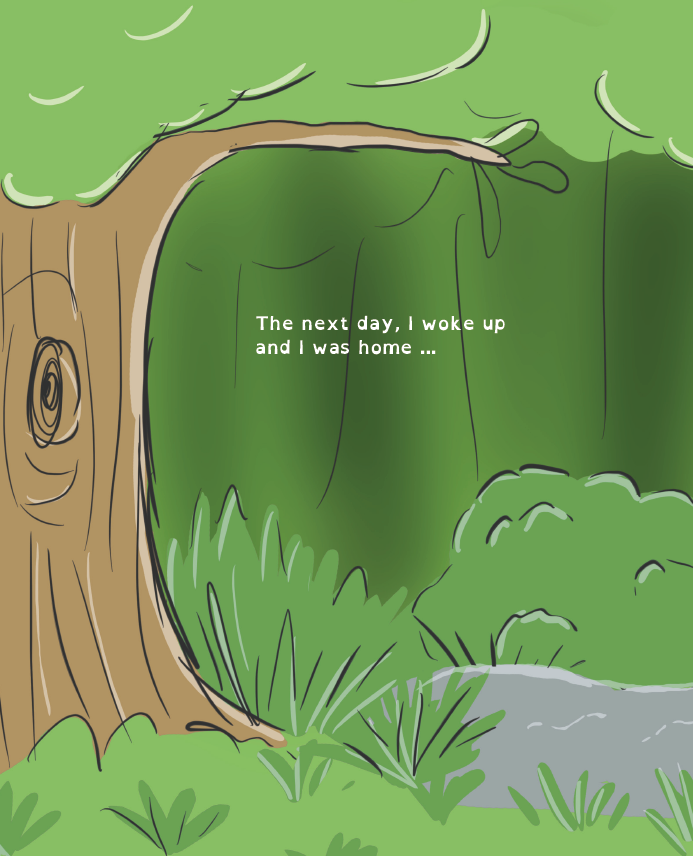 The next day, I woke up
and I was home ...